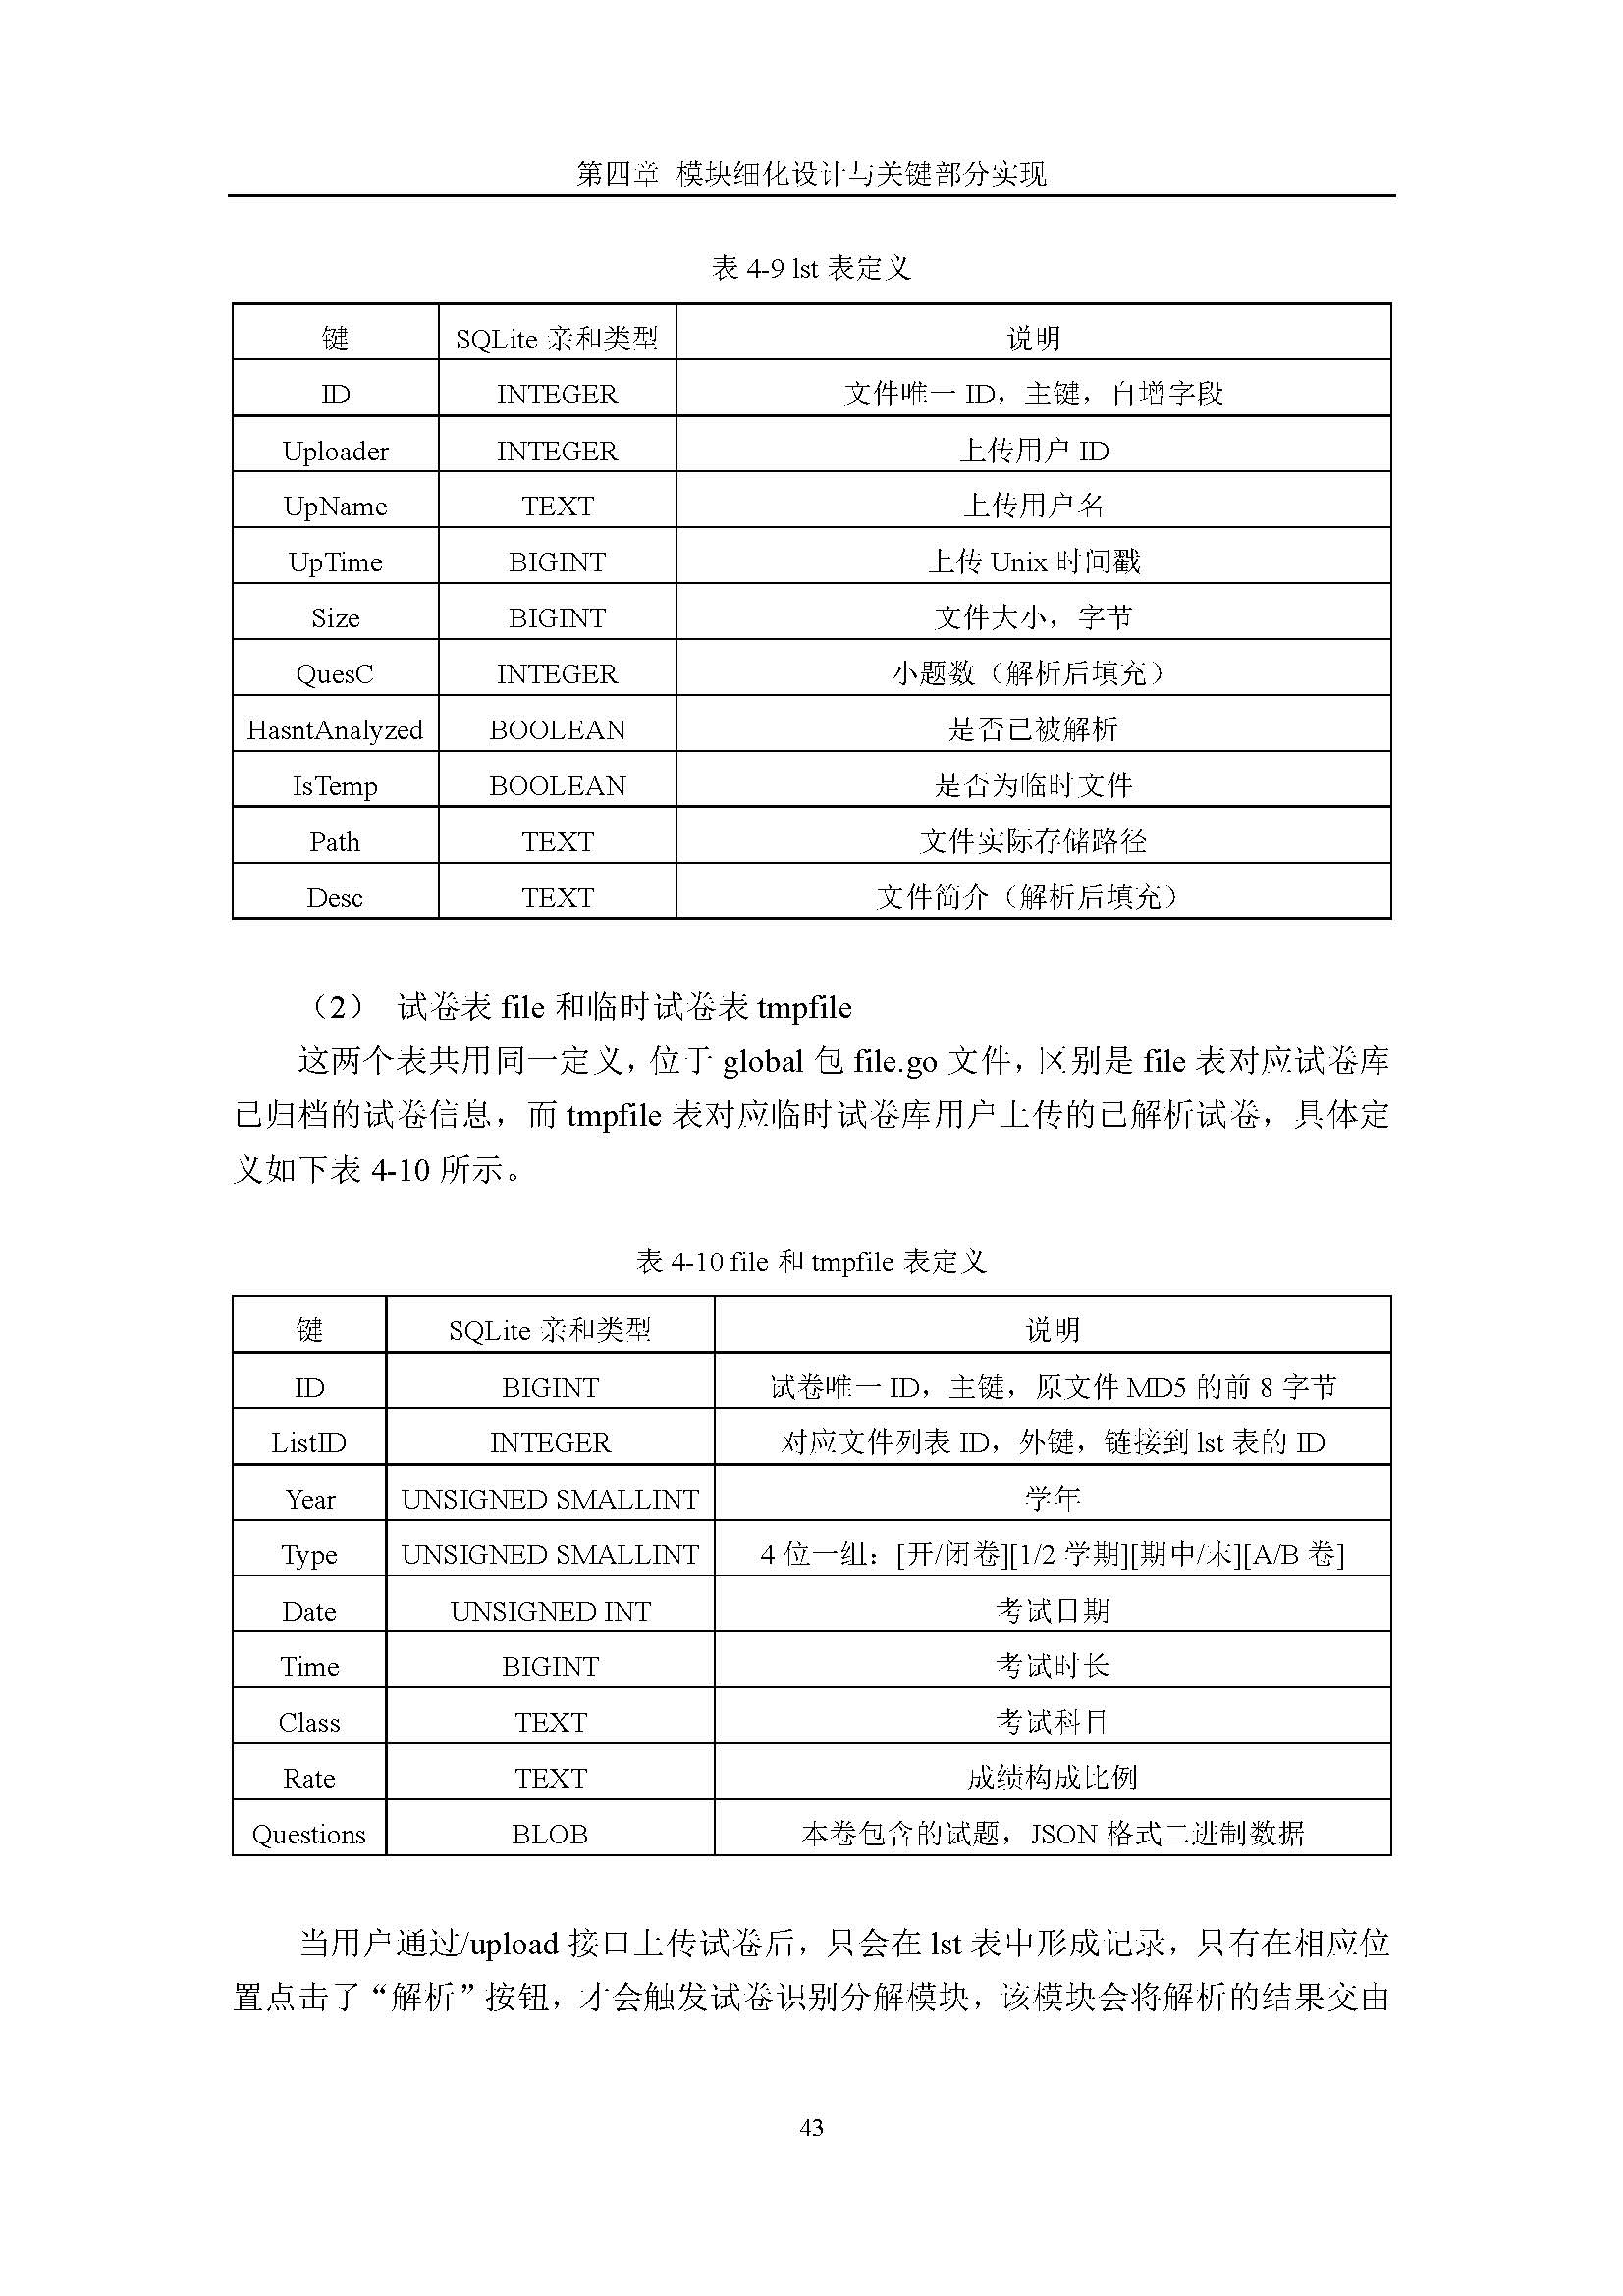 第四章 模块细化设计与关键部分实现
表 4-9 lst 表定义
键 SQLite 亲和类型 说明
ID INTEGER 文件唯一 ID，主键，自增字段
Uploader INTEGER 上传用户 ID
UpName TEXT 上传用户名
UpTime BIGINT 上传 Unix 时间戳
Size BIGINT 文件大小，字节
QuesC INTEGER 小题数（解析后填充）
HasntAnalyzed BOOLEAN 是否已被解析
IsTemp BOOLEAN 是否为临时文件
Path TEXT 文件实际存储路径
Desc TEXT 文件简介（解析后填充）
（2） 试卷表 file 和临时试卷表 tmpfile
这两个表共用同一定义，位于 global 包 file.go 文件，区别是 file 表对应试卷库
已归档的试卷信息，而 tmpfile 表对应临时试卷库用户上传的已解析试卷，具体定
义如下表 4-10 所示。
表 4-10 file 和 tmpfile 表定义
键 SQLite 亲和类型 说明
ID BIGINT 试卷唯一 ID，主键，原文件 MD5 的前 8 字节
ListID INTEGER 对应文件列表 ID，外键，链接到 lst 表的 ID
Year UNSIGNED SMALLINT 学年
Type UNSIGNED SMALLINT 4 位一组：[开/闭卷][1/2 学期][期中/末][A/B 卷]
Date UNSIGNED INT 考试日期
Time BIGINT 考试时长
Class TEXT 考试科目
Rate TEXT 成绩构成比例
Questions BLOB 本卷包含的试题，JSON 格式二进制数据
当用户通过/upload 接口上传试卷后，只会在 lst 表中形成记录，只有在相应位
置点击了“解析”按钮，才会触发试卷识别分解模块，该模块会将解析的结果交由
43